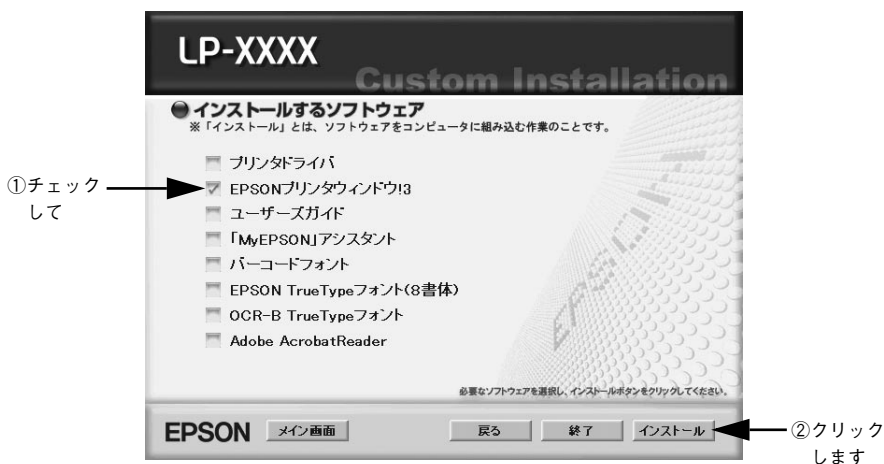 LP-XXXX
Custom Installation
インストールするソフトウェア
※「インストール」とは、ソフトウェアをコンピュータに組み込む作業のことです。
プリンタドライバ
①チェック
して
EPSONプリンタウィンドウ!3
ユーザーズガイド
「MyEPSON」アシスタント
バーコードフォント
EPSON TrueTypeフォント(8書体)
OCR-B TrueTypeフォント
Adobe AcrobatReader
EPSON
必要なソフトウェアを選択し、インストールボタンをクリックしてください。
EPSON メイン画面 戻る 終了 インストール
②クリック
します